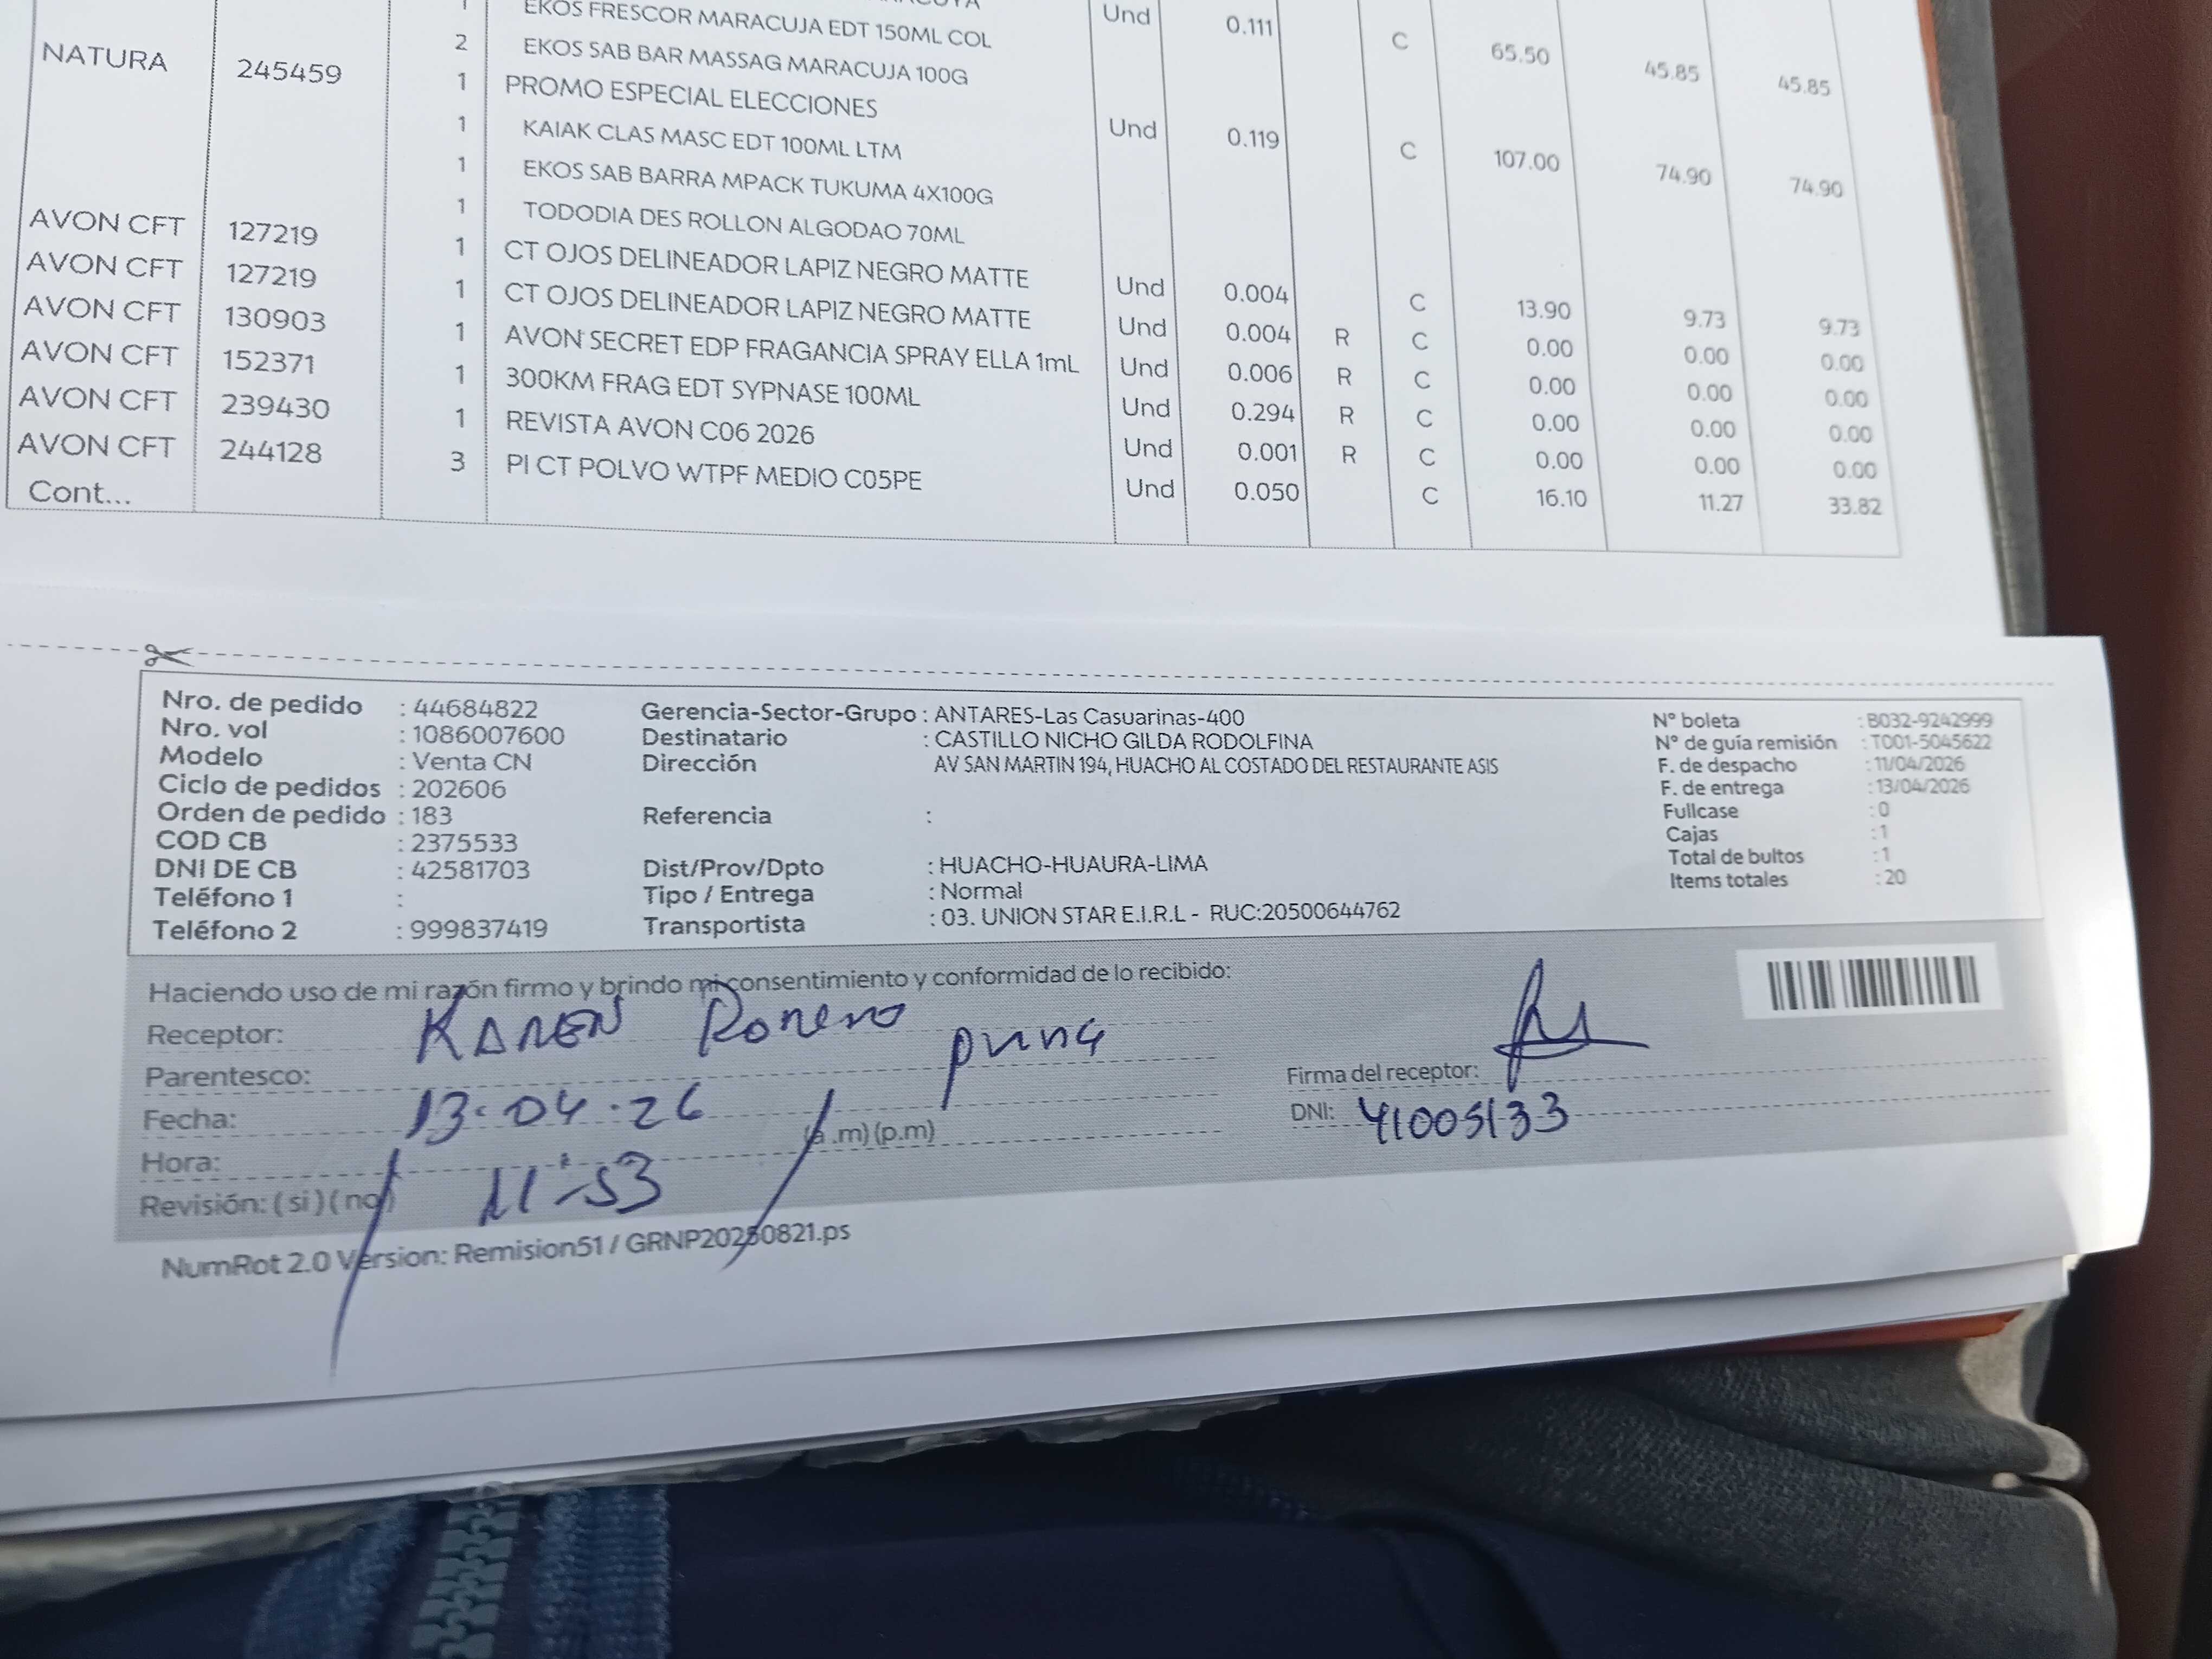 EKOS FRESCOR MARACUJA EDT 150ML COL Und 0.111 C 65.50 45.85 45.85
2 EKOS SAB BAR MASSAG MARACUJA 100G
NATURA 245459 1 PROMO ESPECIAL ELECCIONES Und 0.119 C 107.00 74.90 74.90
1 KAIAK CLAS MASC EDT 100ML LTM
1 EKOS SAB BARRA MPACK TUKUMA 4X100G
1 TODODIA DES ROLLON ALGODAO 70ML
AVON CFT 127219 1 CT OJOS DELINEADOR LAPIZ NEGRO MATTE Und 0.004 C 13.90 9.73 9.73
AVON CFT 127219 1 CT OJOS DELINEADOR LAPIZ NEGRO MATTE Und 0.004 R C 0.00 0.00 0.00
AVON CFT 130903 1 AVON SECRET EDP FRAGANCIA SPRAY ELLA 1mL Und 0.006 R C 0.00 0.00 0.00
AVON CFT 152371 1 300KM FRAG EDT SYPNASE 100ML Und 0.294 R C 0.00 0.00 0.00
AVON CFT 239430 1 REVISTA AVON C06 2026 Und 0.001 R C 0.00 0.00 0.00
AVON CFT 244128 3 PI CT POLVO WTPF MEDIO C05PE Und 0.050 C 16.10 11.27 33.82
Cont...
Nro. de pedido : 44684822 Gerencia-Sector-Grupo : ANTARES-Las Casuarinas-400 N° boleta : B032-9242999
Nro. vol : 1086007600 Destinatario : CASTILLO NICHO GILDA RODOLFINA N° de guía remisión : T001-5045622
Modelo : Venta CN Dirección AV SAN MARTIN 194, HUACHO AL COSTADO DEL RESTAURANTE ASIS F. de despacho : 11/04/2026
Ciclo de pedidos : 202606 F. de entrega : 13/04/2026
Orden de pedido : 183 Referencia : Fullcase : 0
COD CB : 2375533 Cajas : 1
DNI DE CB : 42581703 Dist/Prov/Dpto : HUACHO-HUAURA-LIMA Total de bultos : 1
Teléfono 1 : Tipo / Entrega : Normal Items totales : 20
Teléfono 2 : 999837419 Transportista : 03. UNION STAR E.I.R.L - RUC:20500644762
Haciendo uso de mi razón firmo y brindo mi consentimiento y conformidad de lo recibido:
Receptor: KAREN Romero
Parentesco: prima Firma del receptor:
Fecha: 13-04-26 DNI: 41005133
Hora: 11:53 (a.m) (p.m)
Revisión: (si) (no)
NumRot 2.0 Version: Remision51 / GRNP20250821.ps